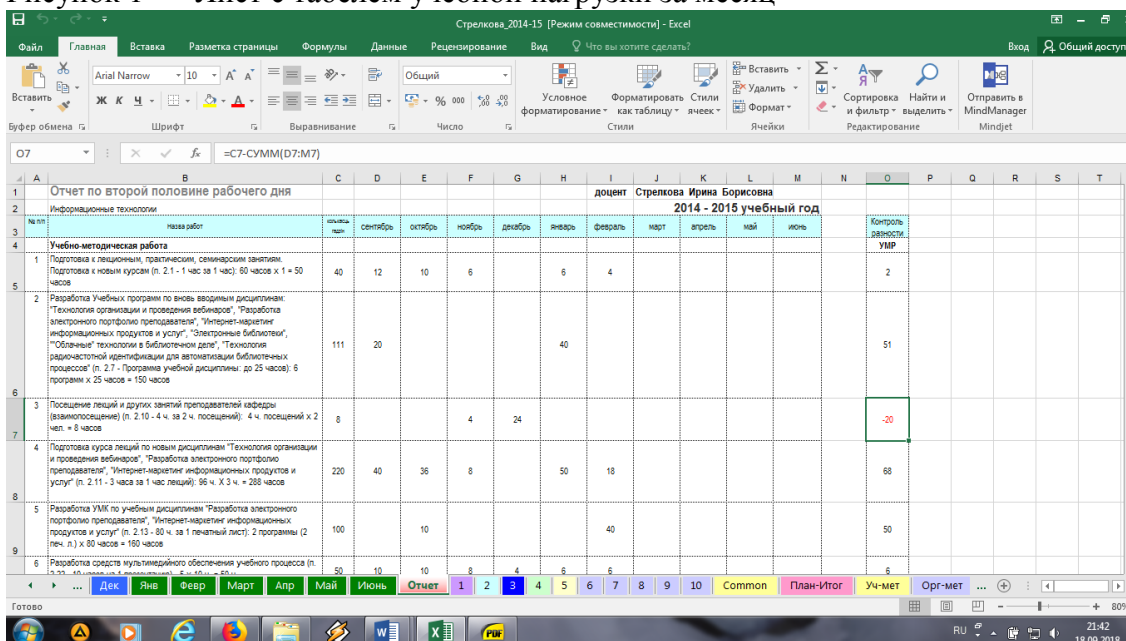 Рисунок 1 — Лист с табелем учебной нагрузки за месяц
Стрелкова_2014-15 [Режим совместимости] - Excel
Файл Главная Вставка Разметка страницы Формулы Данные Рецензирование Вид Что вы хотите сделать? Вход Общий доступ
Arial Narrow 10 Общий
Вставить Ж К Ч % 000
Условное форматирование Форматировать как таблицу Стили ячеек
Вставить
Удалить
Формат
Сортировка и фильтр Найти и выделить Отправить в MindManager
Буфер обмена Шрифт Выравнивание Число Стили Ячейки Редактирование Mindjet
O7 fx =C7-СУММ(D7:M7)
A B C D E F G H I J K L M N O P Q R S T
1 Отчет по второй половине рабочего дня доцент Стрелкова Ирина Борисовна
2 Информационные технологии 2014 - 2015 учебный год
3 № п/п Назва работ сентябрь октябрь ноябрь декабрь январь февраль март апрель май июнь Контроль разности
4 Учебно-методическая работа УМР
5 1 Подготовка к лекционным, практическим, семинарским занятиям.
Подготовка к новым курсам (п. 2.1 - 1 час за 1 час): 60 часов х 1 = 50
часов
40 12 10 6 6 4 2
6 2 Разработка Учебных программ по вновь вводимым дисциплинам:
"Технология организации и проведения вебинаров", "Разработка
электронного портфолио преподавателя", "Интернет-маркетинг
информационных продуктов и услуг", "Электронные библиотеки",
""Облачные" технологии в библиотечном деле", "Технология
радиочастотной идентификации для автоматизации библиотечных
процессов" (п. 2.7 - Программа учебной дисциплины: до 25 часов): 6
программ х 25 часов = 150 часов
111 20 40 51
7 3 Посещение лекций и других занятий преподавателей кафедры
(взаимопосещение) (п. 2.10 - 4 ч. за 2 ч. посещений): 4 ч. посещений х 2
чел. = 8 часов
8 4 24 -20
8 4 Подготовка курса лекций по новым дисциплинам "Технология организации
и проведения вебинаров", "Разработка электронного портфолио
преподавателя", "Интернет-маркетинг информационных продуктов и
услуг" (п. 2.11 - 3 часа за 1 час лекций): 96 ч. Х 3 ч. = 288 часов
220 40 36 8 50 18 68
9 5 Разработка УМК по учебным дисциплинам "Разработка электронного
портфолио преподавателя", "Интернет-маркетинг информационных
продуктов и услуг" (п. 2.13 - 80 ч. за 1 печатный лист): 2 программы (2
печ. л.) х 80 часов = 160 часов
100 10 40 50
6 Разработка средств мультимедийного обеспечения учебного процесса (п.
50 10 10 8 4 6 6 6
... Дек Янв Февр Март Апр Май Июнь Отчет 1 2 3 4 5 6 7 8 9 10 Common План-Итог Уч-мет Орг-мет ...
Готово 80%
RU 21:42
18.09.2018